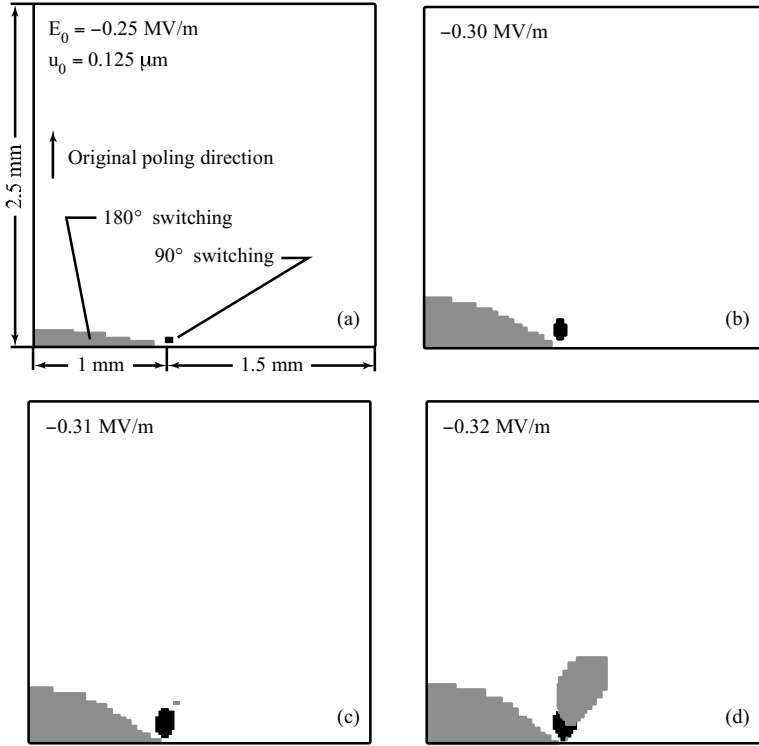 E₀ = −0.25 MV/m
u₀ = 0.125 μm
2.5 mm
Original poling direction
180° switching
90° switching
(a)
1 mm
1.5 mm
−0.30 MV/m
(b)
−0.31 MV/m
(c)
−0.32 MV/m
(d)